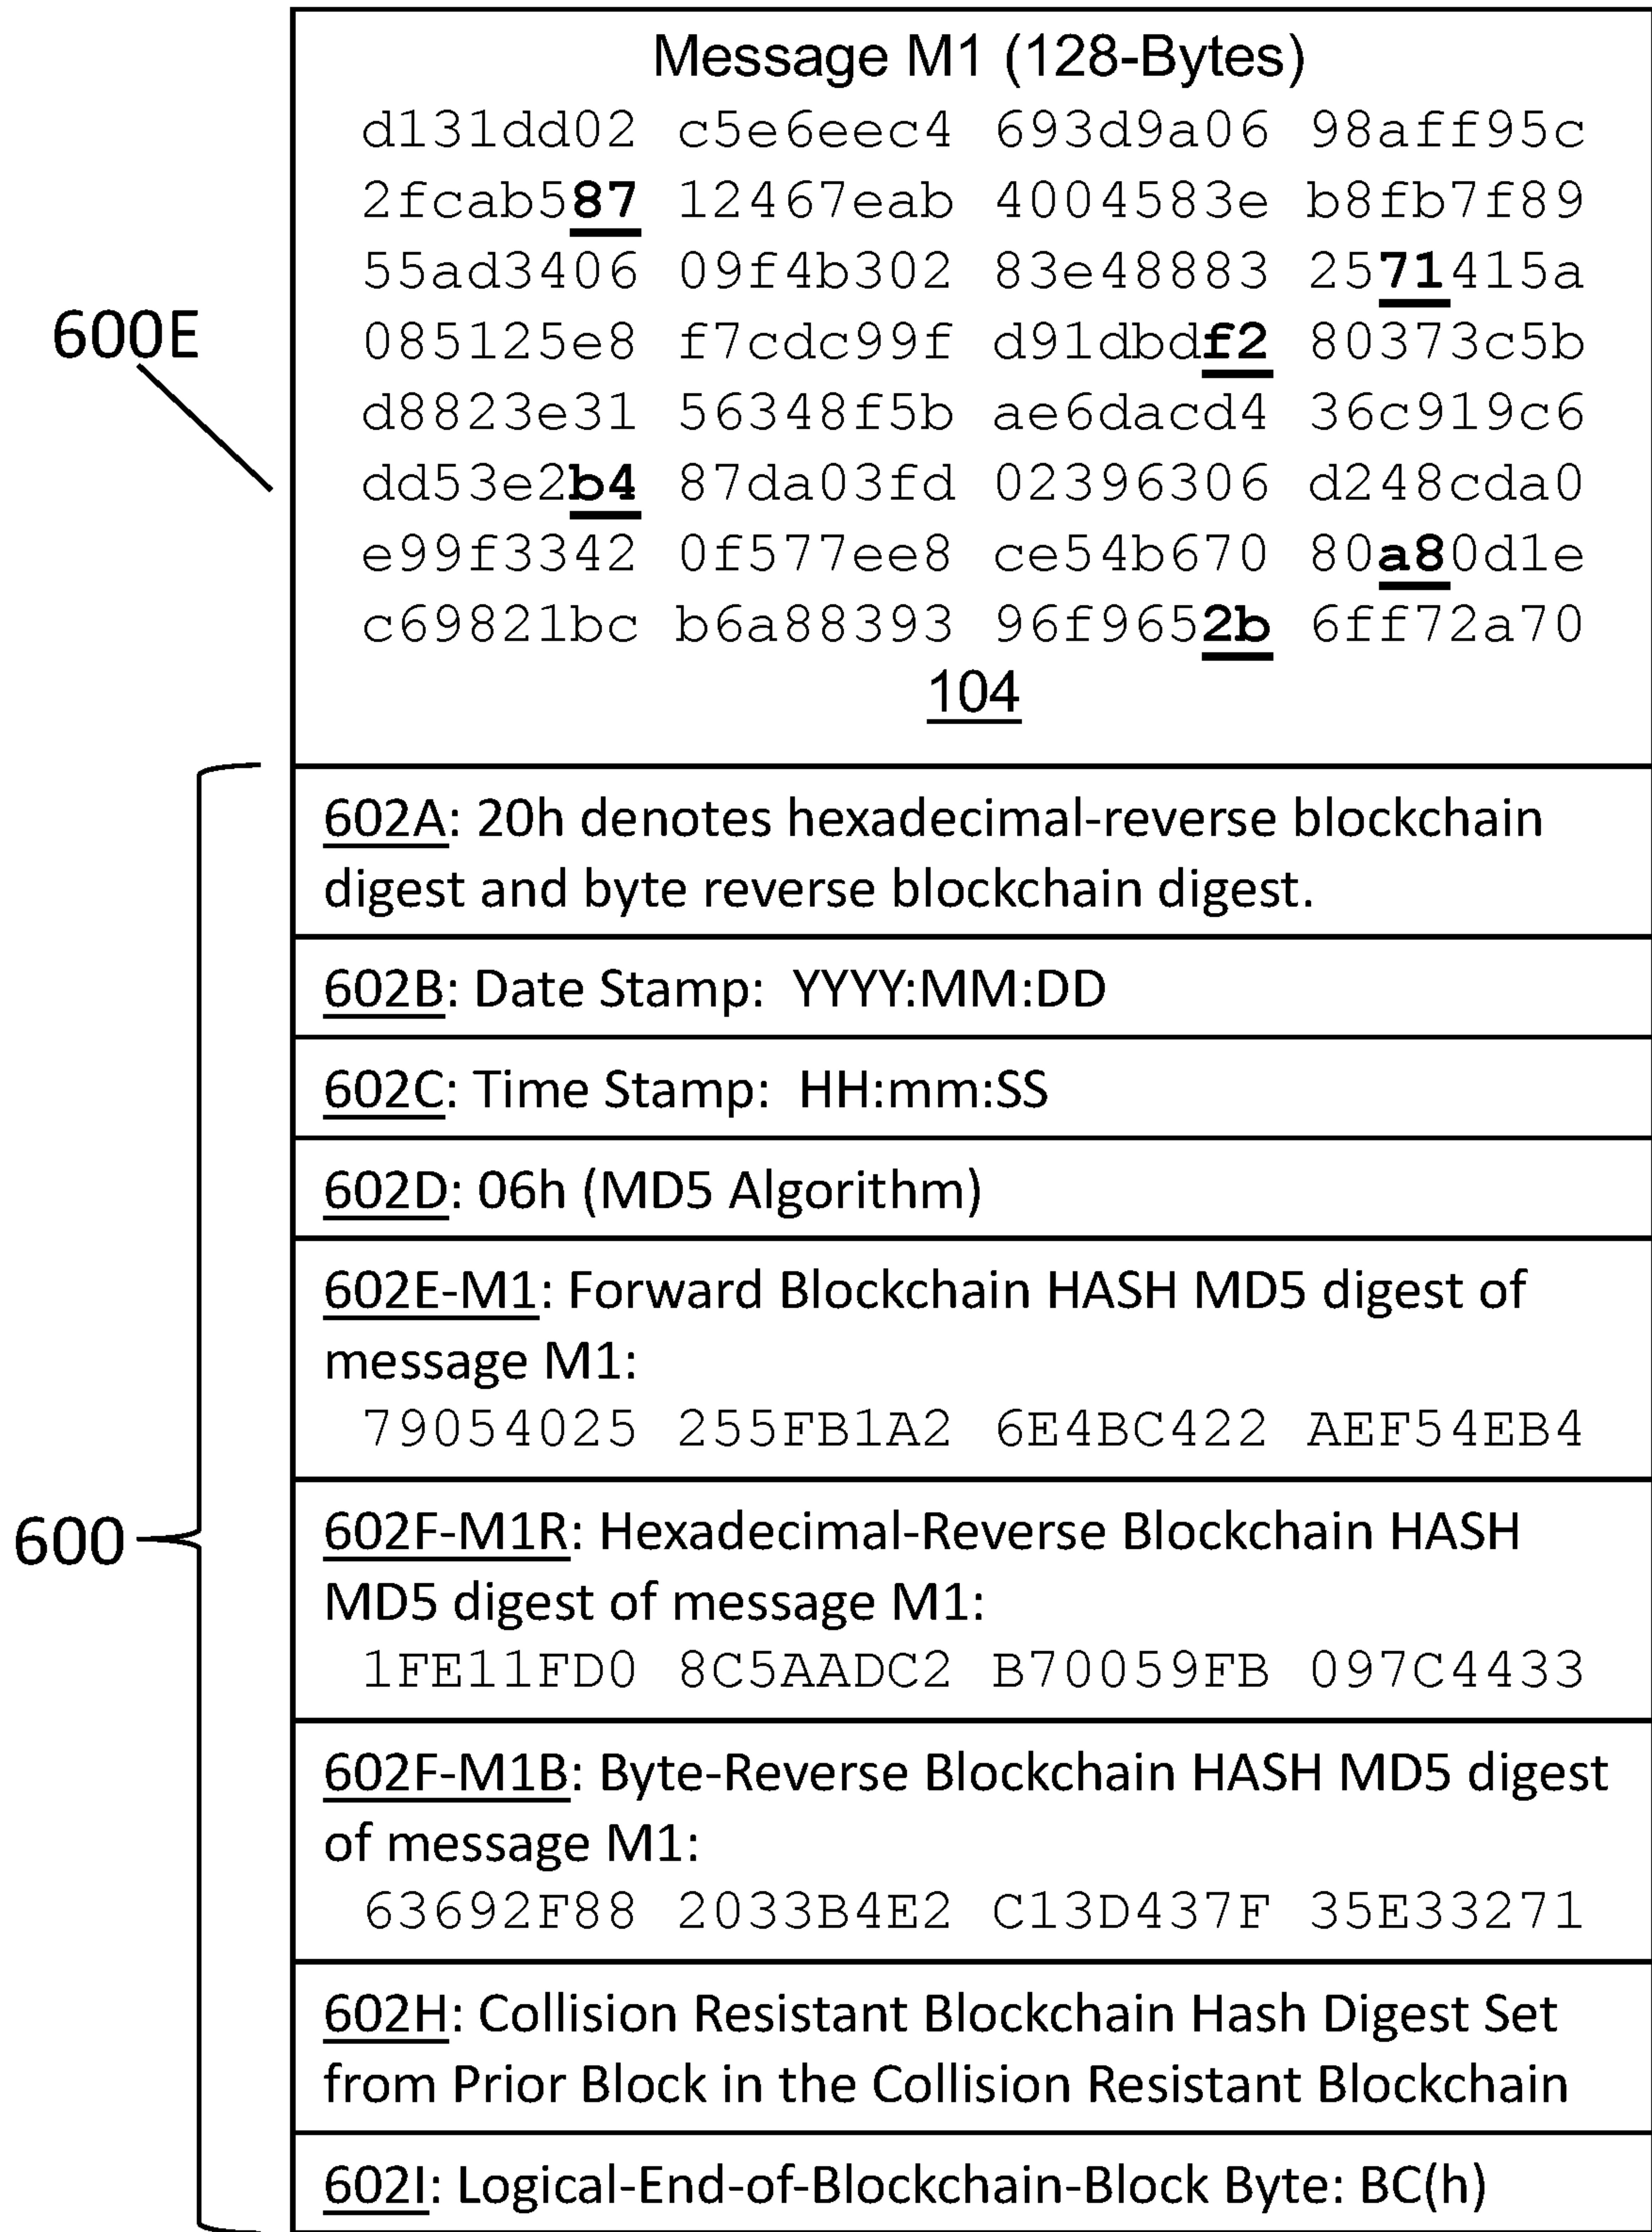 Message M1 (128-Bytes)
d131dd02 c5e6eec4 693d9a06 98aff95c
2fcab587 12467eab 4004583e b8fb7f89
55ad3406 09f4b302 83e48883 2571415a
085125e8 f7cdc99f d91dbdf2 80373c5b
d8823e31 56348f5b ae6dacd4 36c919c6
dd53e2b4 87da03fd 02396306 d248cda0
e99f3342 0f577ee8 ce54b670 80a80d1e
c69821bc b6a88393 96f9652b 6ff72a70
104
600E
602A: 20h denotes hexadecimal-reverse blockchain
digest and byte reverse blockchain digest.
602B: Date Stamp: YYYY:MM:DD
602C: Time Stamp: HH:mm:SS
602D: 06h (MD5 Algorithm)
602E-M1: Forward Blockchain HASH MD5 digest of
message M1:
79054025 255FB1A2 6E4BC422 AEF54EB4
600
602F-M1R: Hexadecimal-Reverse Blockchain HASH
MD5 digest of message M1:
1FE11FD0 8C5AADC2 B70059FB 097C4433
602F-M1B: Byte-Reverse Blockchain HASH MD5 digest
of message M1:
63692F88 2033B4E2 C13D437F 35E33271
602H: Collision Resistant Blockchain Hash Digest Set
from Prior Block in the Collision Resistant Blockchain
602I: Logical-End-of-Blockchain-Block Byte: BC(h)